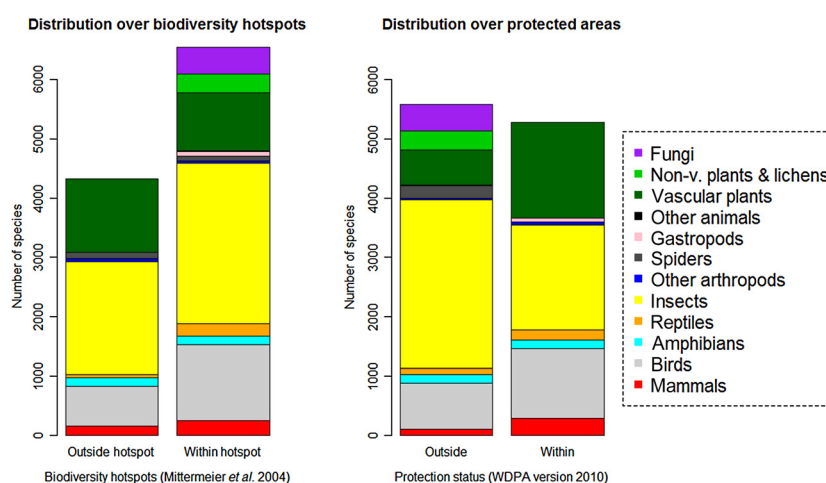 Distribution over biodiversity hotspots
Number of species
0
1000
2000
3000
4000
5000
6000
Outside hotspot
Within hotspot
Biodiversity hotspots (Mittermeier et al. 2004)
Distribution over protected areas
Number of species
0
1000
2000
3000
4000
5000
6000
Outside
Within
Protection status (WDPA version 2010)
Fungi
Non-v. plants & lichens
Vascular plants
Other animals
Gastropods
Spiders
Other arthropods
Insects
Reptiles
Amphibians
Birds
Mammals